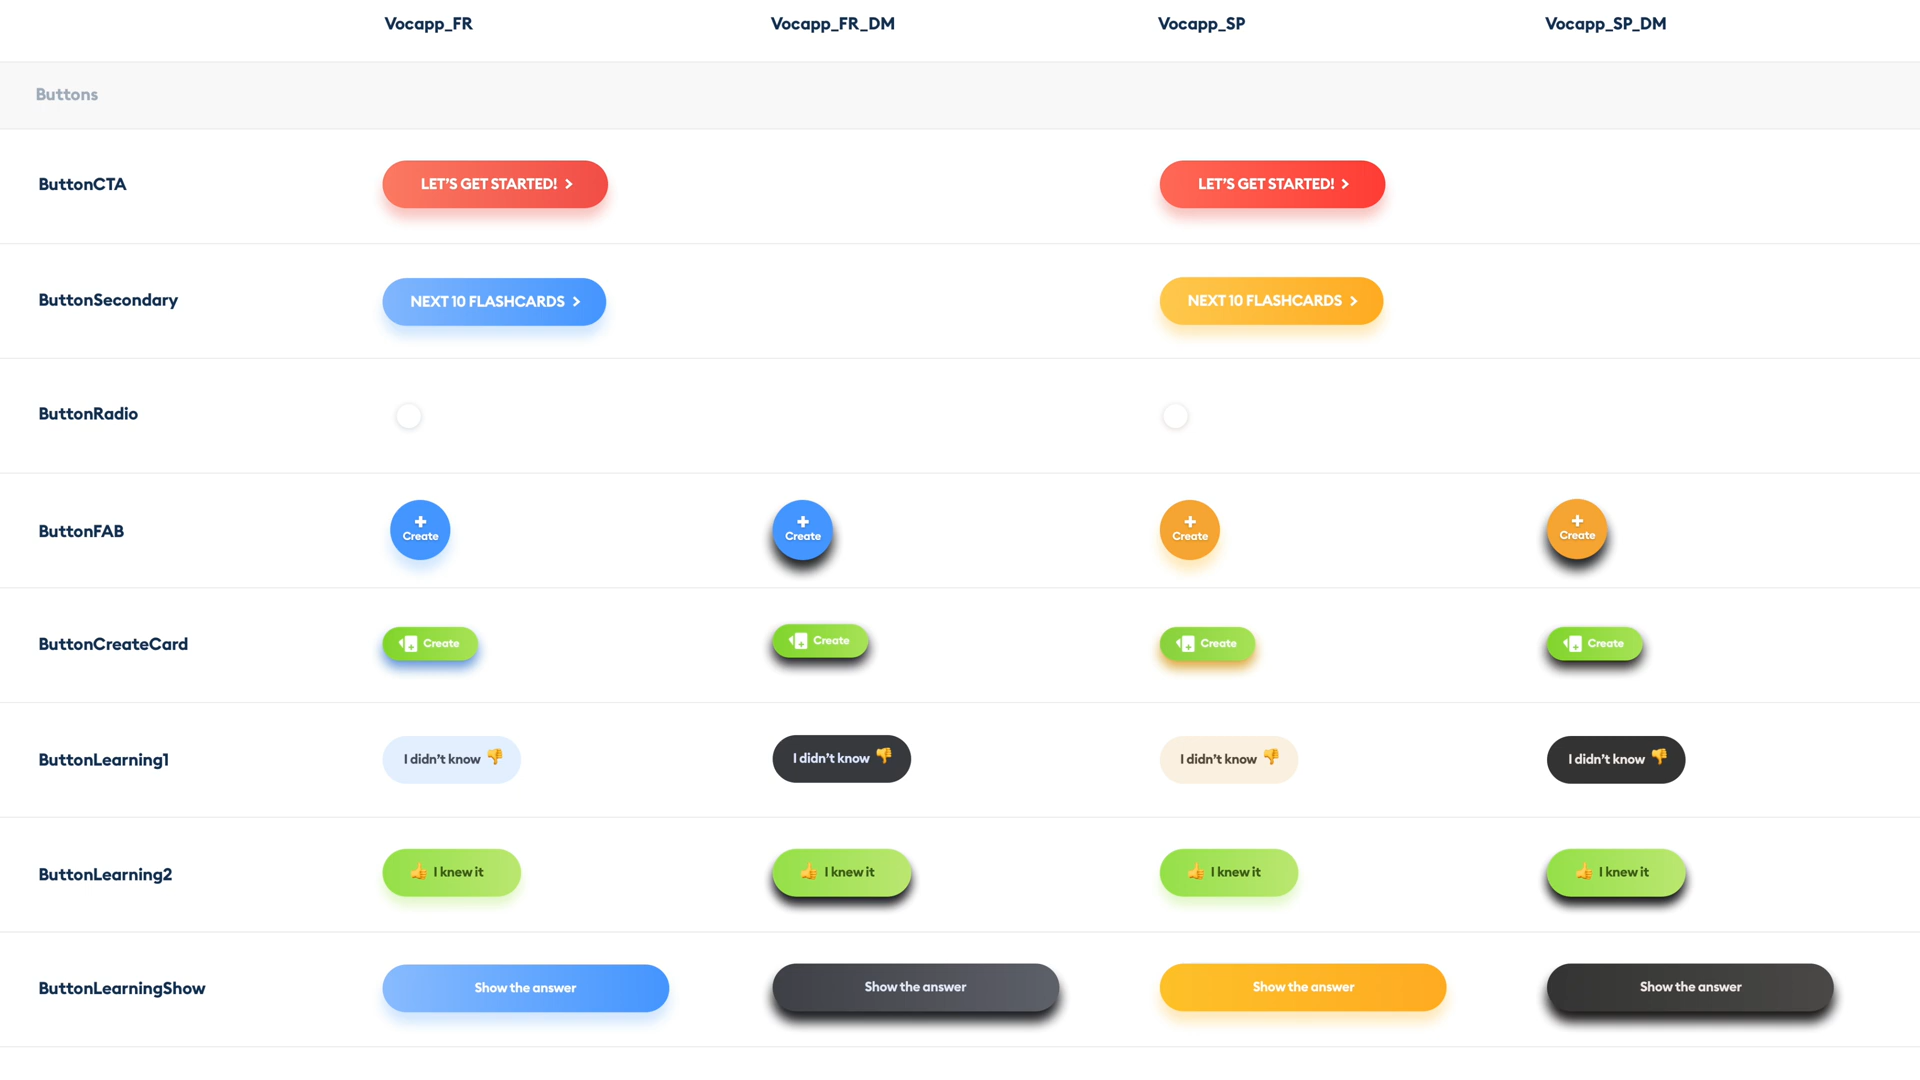 Vocapp_FR Vocapp_FR_DM Vocapp_SP Vocapp_SP_DM
Buttons
ButtonCTA LET'S GET STARTED! > LET'S GET STARTED! >
ButtonSecondary NEXT 10 FLASHCARDS > NEXT 10 FLASHCARDS >
ButtonRadio
ButtonFAB + Create + Create + Create + Create
ButtonCreateCard Create Create Create Create
ButtonLearning1 I didn't know 👎 I didn't know 👎 I didn't know 👎 I didn't know 👎
ButtonLearning2 👍 I knew it 👍 I knew it 👍 I knew it 👍 I knew it
ButtonLearningShow Show the answer Show the answer Show the answer Show the answer